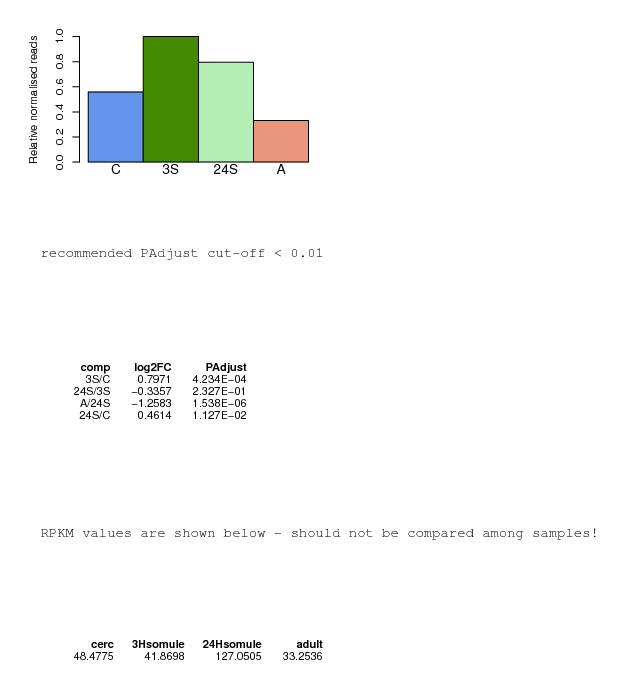 Relative normalised reads
1.0
0.8
0.6
0.4
0.2
0.0
C 3S 24S A
recommended PAdjust cut-off < 0.01
comp log2FC PAdjust
3S/C 0.7971 4.234E−04
24S/3S −0.3357 2.327E−01
A/24S −1.2583 1.538E−06
24S/C 0.4614 1.127E−02
RPKM values are shown below - should not be compared among samples!
cerc 3Hsomule 24Hsomule adult
48.4775 41.8698 127.0505 33.2536